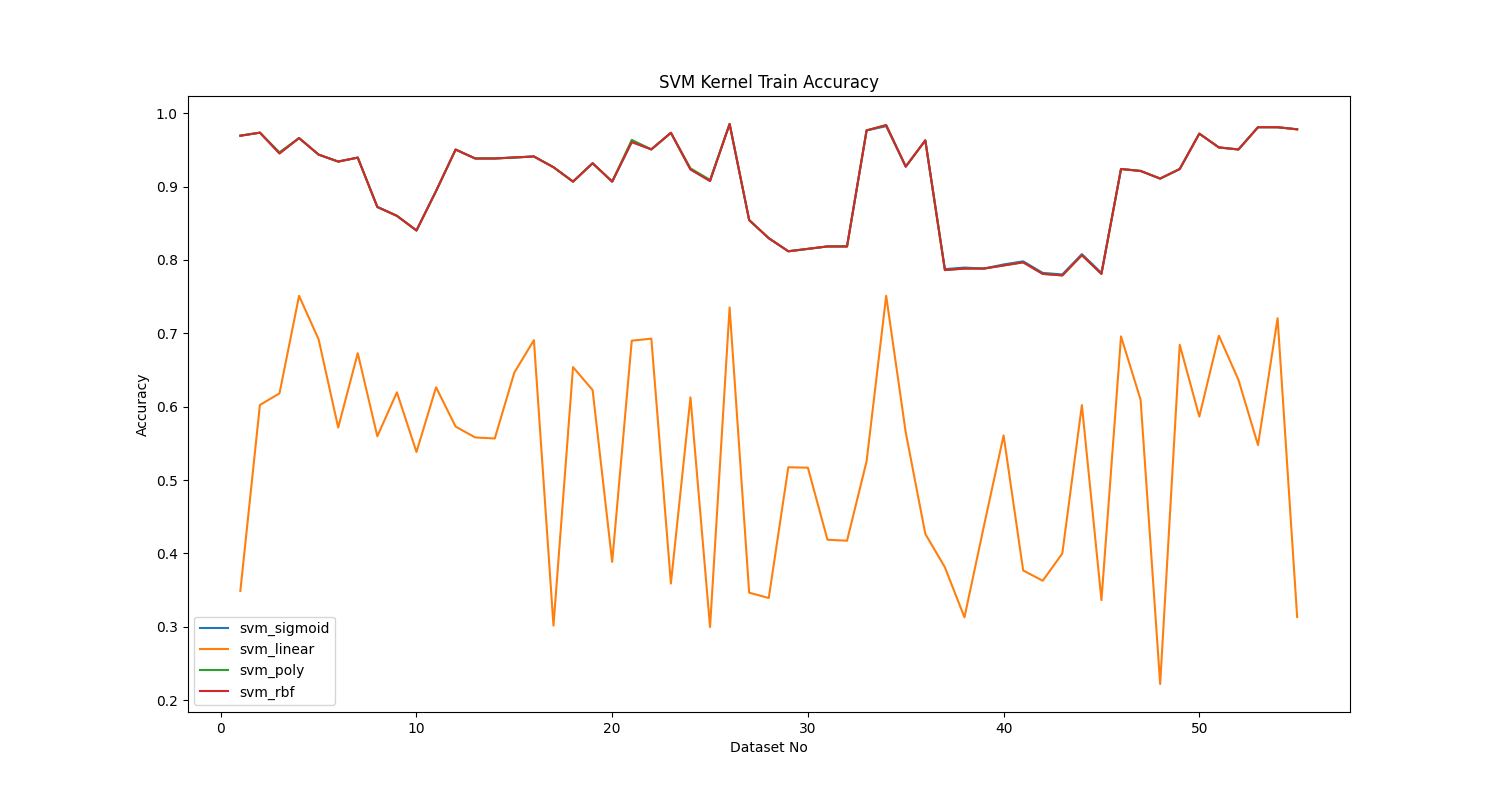 SVM Kernel Train Accuracy
1.0
0.9
0.8
0.7
0.6
0.5
0.4
0.3
0.2
Accuracy
svm_sigmoid
svm_linear
svm_poly
svm_rbf
0 10 20 30 40 50
Dataset No